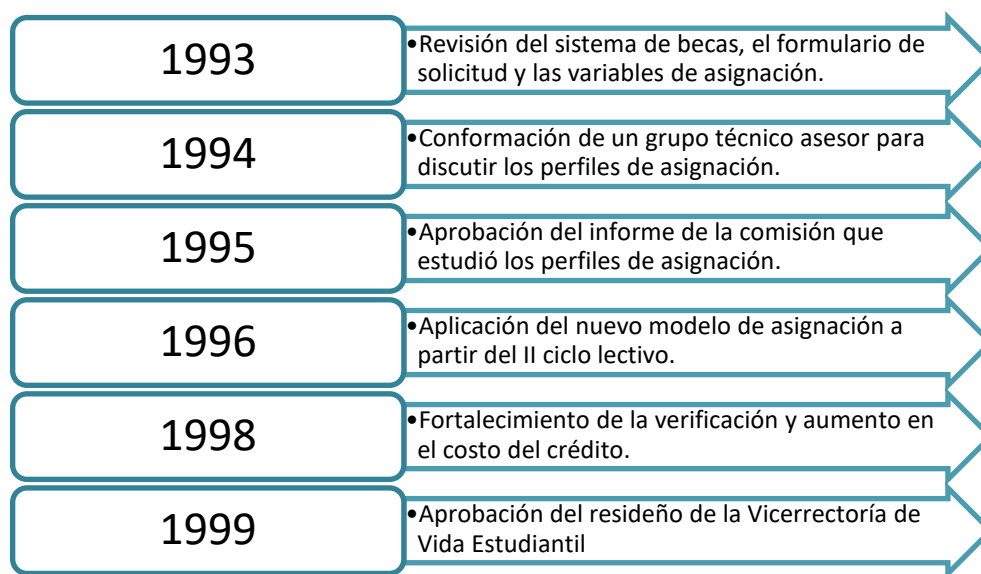 1993
•Revisión del sistema de becas, el formulario de
solicitud y las variables de asignación.
1994
•Conformación de un grupo técnico asesor para
discutir los perfiles de asignación.
1995
•Aprobación del informe de la comisión que
estudió los perfiles de asignación.
1996
•Aplicación del nuevo modelo de asignación a
partir del II ciclo lectivo.
1998
•Fortalecimiento de la verificación y aumento en
el costo del crédito.
1999
•Aprobación del resideño de la Vicerrectoría de
Vida Estudiantil